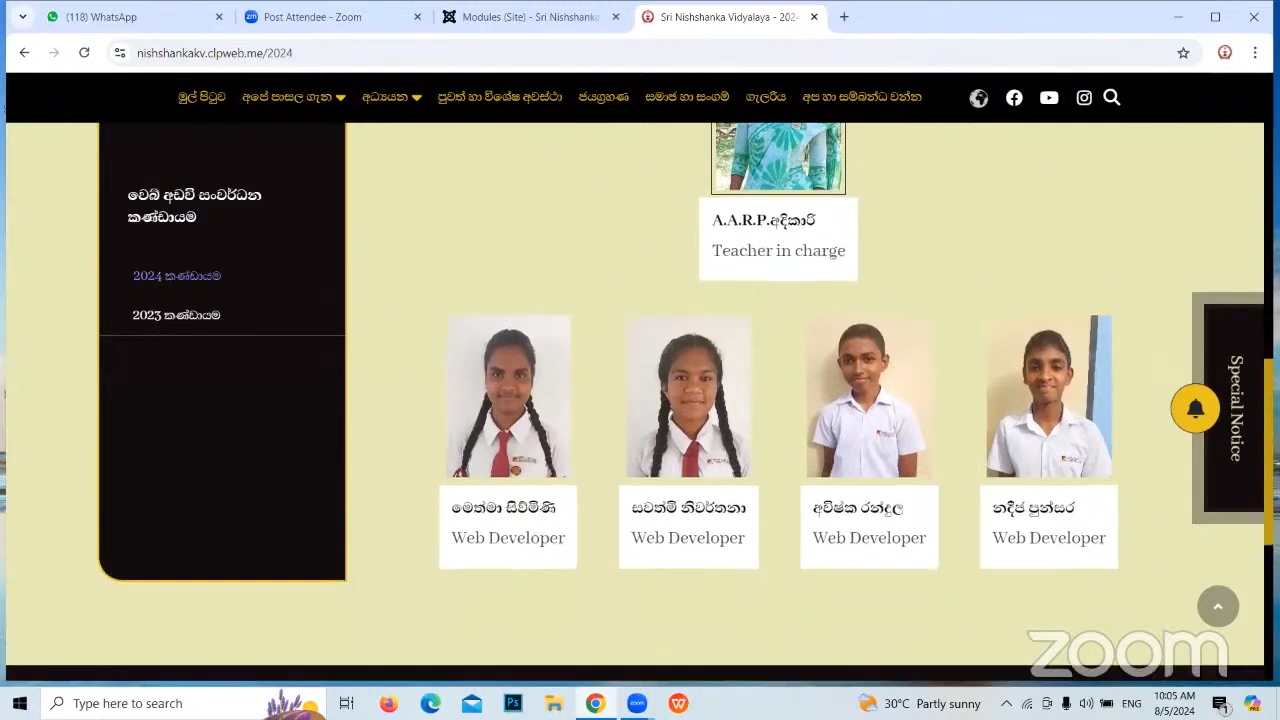 (118) WhatsApp
Post Attendee - Zoom
Modules (Site) - Sri Nishshanka
Sri Nishshanka Vidyalaya - 202
nishshankakv.clpweb.me/2024
මුල් පිටුව අපේ පාසල ගැන අධ්‍යයන පුවත් හා විශේෂ අවස්ථා ජයග්‍රහණ සමාජ හා සංගම් ගැලරිය අප හා සම්බන්ධ වන්න
වෙබ් අඩවි සංවර්ධන
කණ්ඩායම
2024 කණ්ඩායම
2023 කණ්ඩායම
A.A.R.P.අදිකාරි
Teacher in charge
මෙත්මා සිව්මිණි
Web Developer
සවත්මි නිවර්තනා
Web Developer
අවිෂ්ක රන්දුල
Web Developer
නදීජ පුන්සර
Web Developer
Special Notice
zoom
Type here to search
30°C Partly sunny
ENG
10:05 AM
8/5/2024